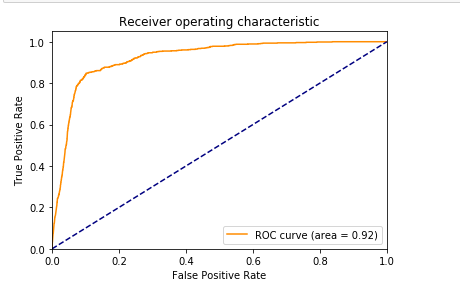 Receiver operating characteristic
1.0
0.8
0.6
0.4
0.2
0.0
True Positive Rate
ROC curve (area = 0.92)
0.0 0.2 0.4 0.6 0.8 1.0
False Positive Rate